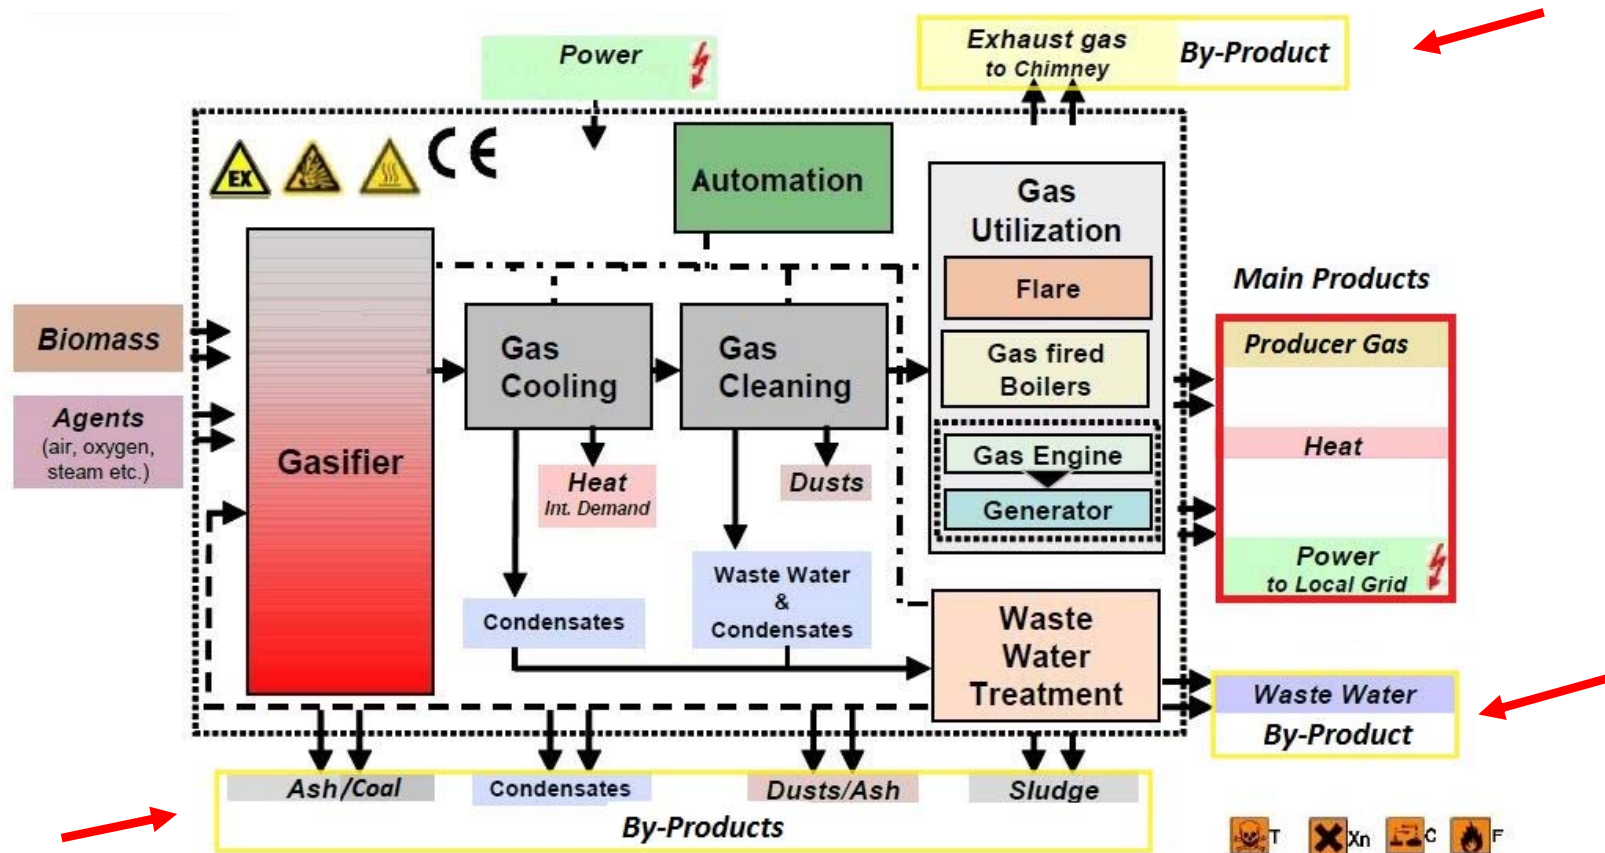 Power
Exhaust gas
to Chimney
By-Product
EX
CE
Automation
Gas
Utilization
Flare
Gas fired
Boilers
Gas Engine
Generator
Main Products
Producer Gas
Heat
Power
to Local Grid
Biomass
Agents
(air, oxygen,
steam etc.)
Gasifier
Gas
Cooling
Gas
Cleaning
Heat
Int. Demand
Dusts
Condensates
Waste Water
&
Condensates
Waste
Water
Treatment
Waste Water
By-Product
Ash/Coal
Condensates
Dusts/Ash
Sludge
By-Products
T
Xn
C
F